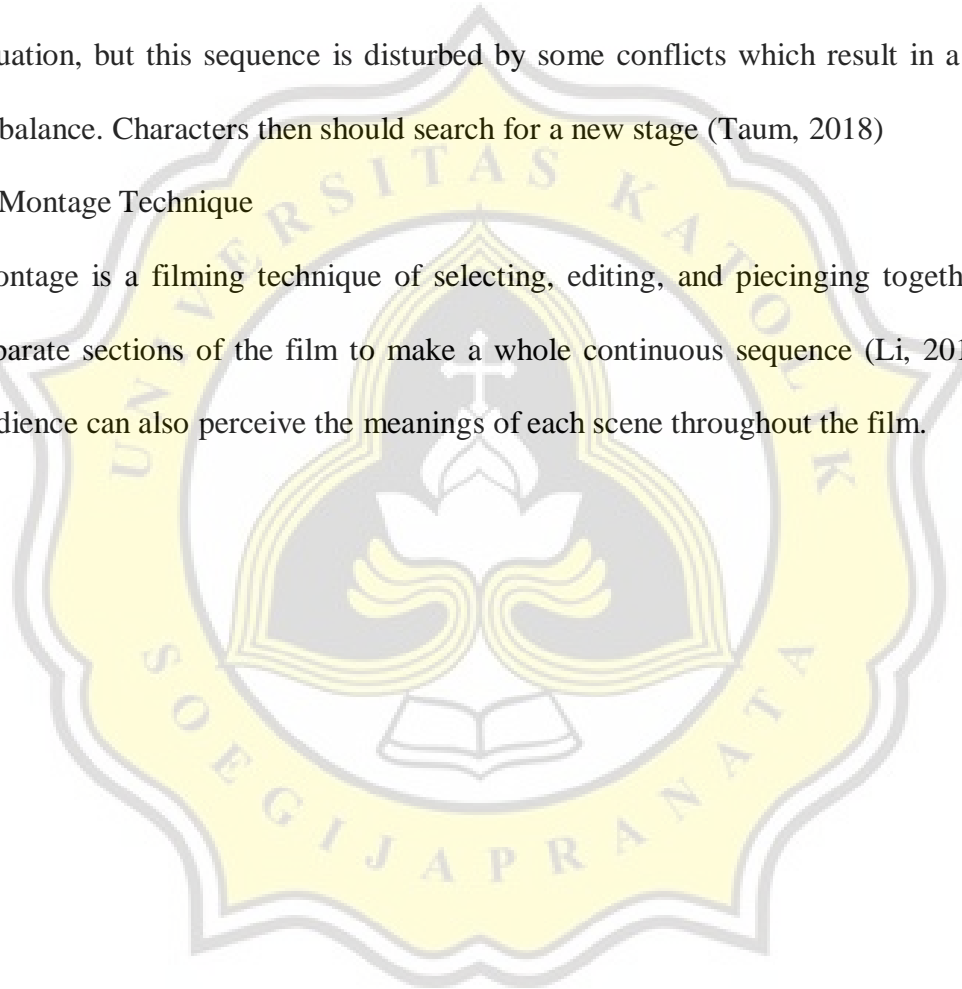 uation, but this sequence is disturbed by some conflicts which result in a
balance. Characters then should search for a new stage (Taum, 2018)
Montage Technique
ontage is a filming technique of selecting, editing, and piecinging togeth
parate sections of the film to make a whole continuous sequence (Li, 201
dience can also perceive the meanings of each scene throughout the film.
UNIVERSITAS KATOLIK
SOEGIJAPRANATA